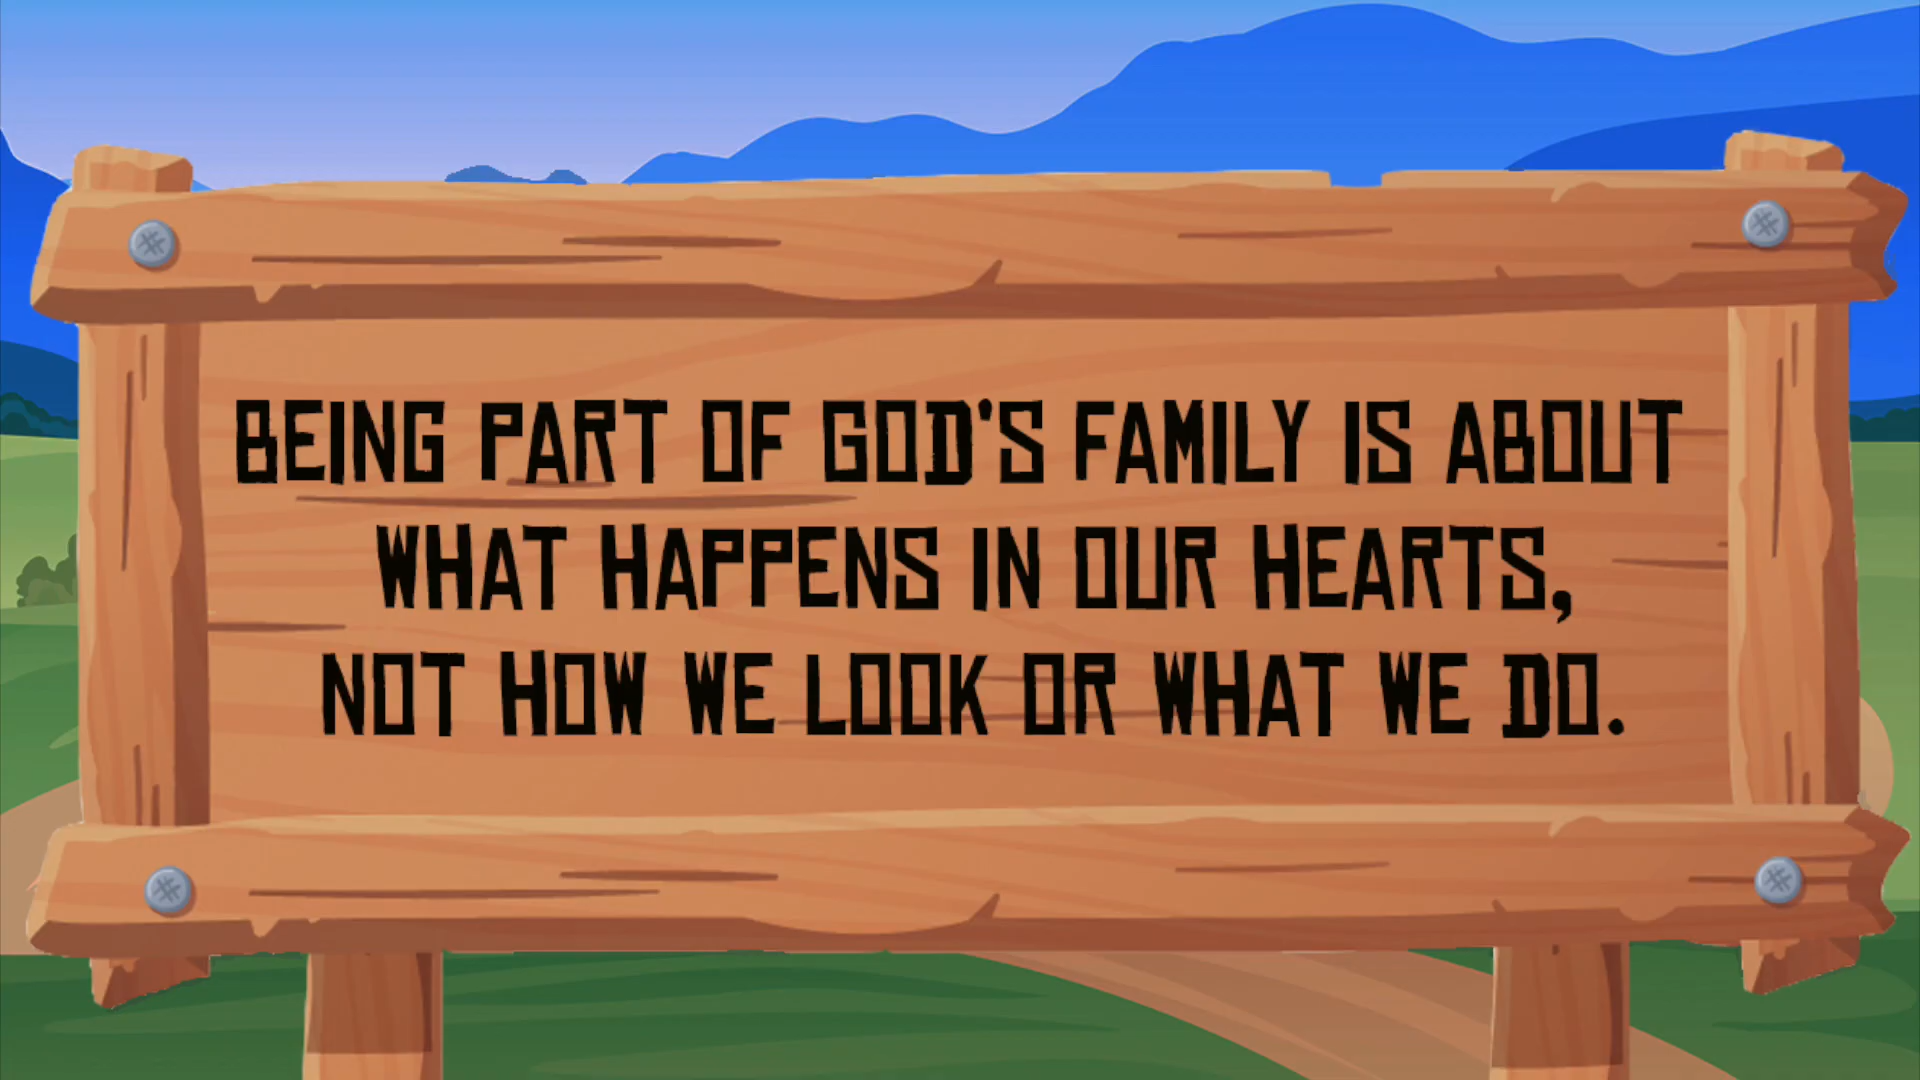 BEING PART OF GOD'S FAMILY IS ABOUT
WHAT HAPPENS IN OUR HEARTS,
NOT HOW WE LOOK OR WHAT WE DO.